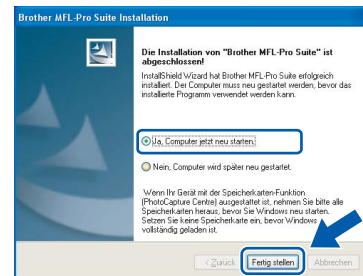 Brother MFL-Pro Suite Installation
Die Installation von "Brother MFL-Pro Suite" ist
abgeschlossen!
InstallShield Wizard hat Brother MFL-Pro Suite erfolgreich
installiert. Der Computer muss neu gestartet werden, bevor das
installierte Programm verwendet werden kann.
Ja, Computer jetzt neu starten.
Nein, Computer wird später neu gestartet.
Wenn Ihr Gerät mit der Speicherkarten-Funktion
(PhotoCapture Centre) ausgestattet ist, nehmen Sie bitte alle
Speicherkarten heraus, bevor Sie Windows neu starten.
Setzen Sie keine Speicherkarte ein, bevor Windows
vollständig geladen ist.
< Zurück Fertig stellen Abbrechen